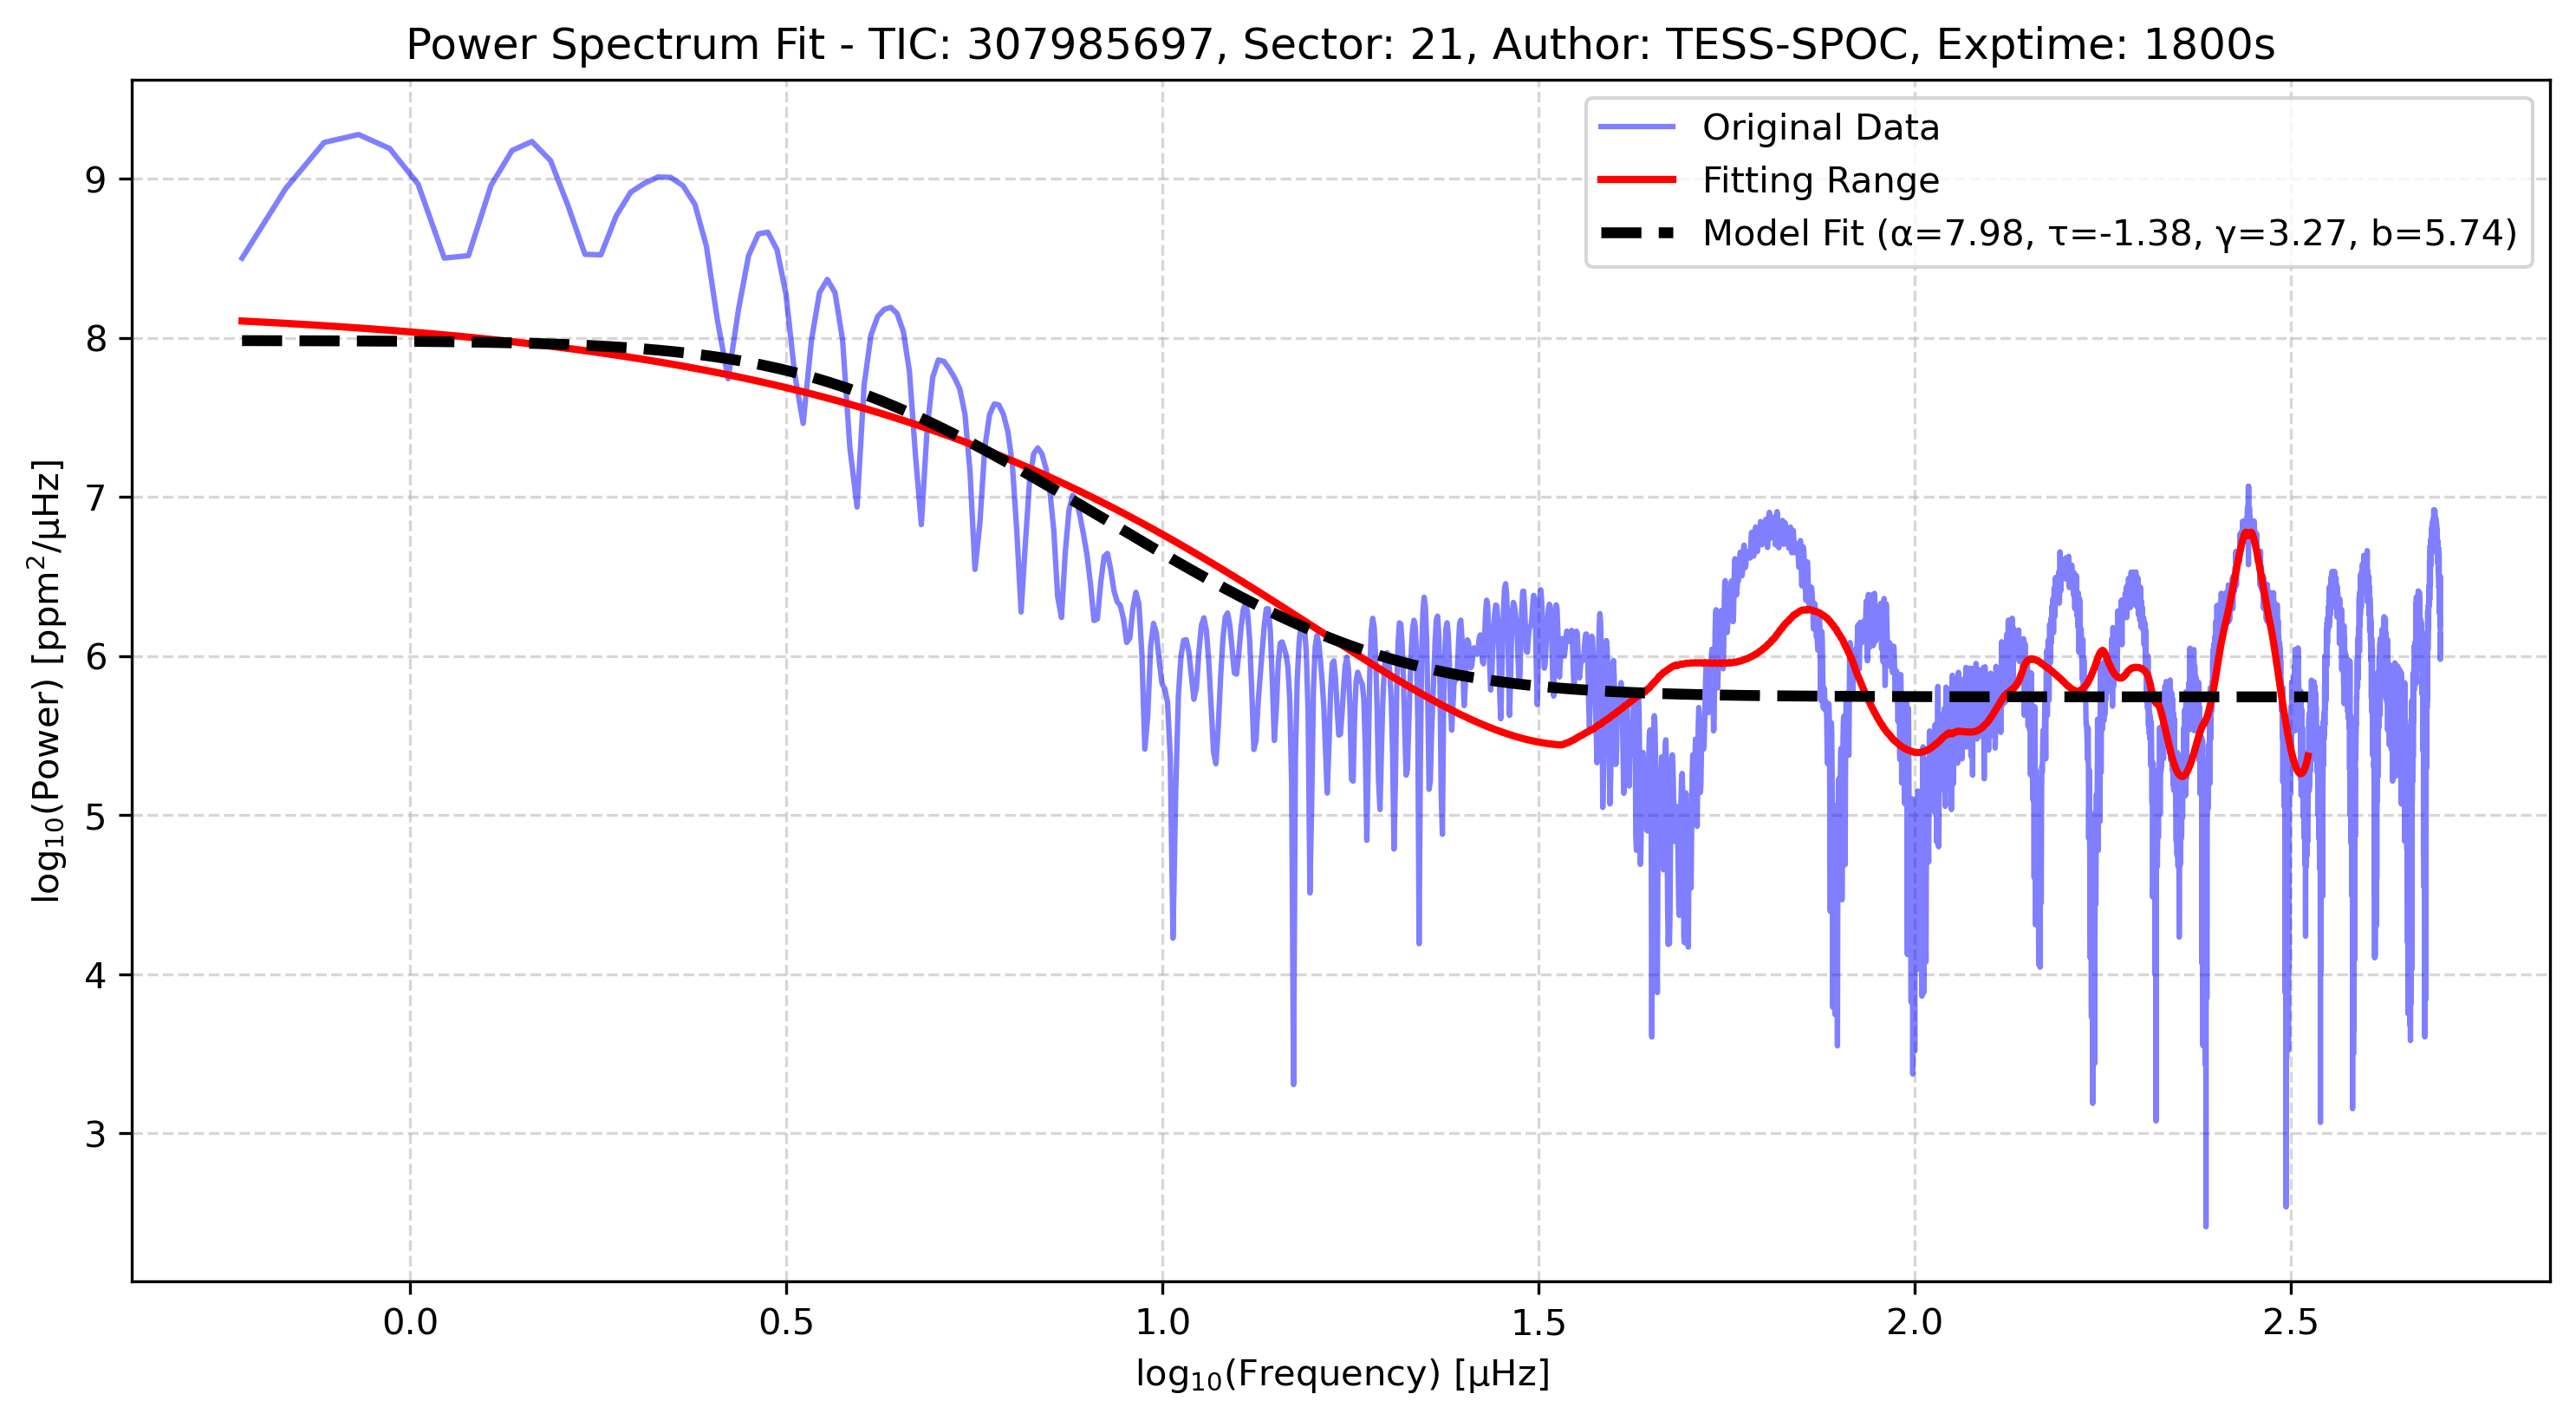 Power Spectrum Fit - TIC: 307985697, Sector: 21, Author: TESS-SPOC, Exptime: 1800s
Original Data
Fitting Range
Model Fit (α=7.98, τ=-1.38, γ=3.27, b=5.74)
log₁₀(Power) [ppm²/μHz]
9
8
7
6
5
4
3
0.0 0.5 1.0 1.5 2.0 2.5
log₁₀(Frequency) [μHz]